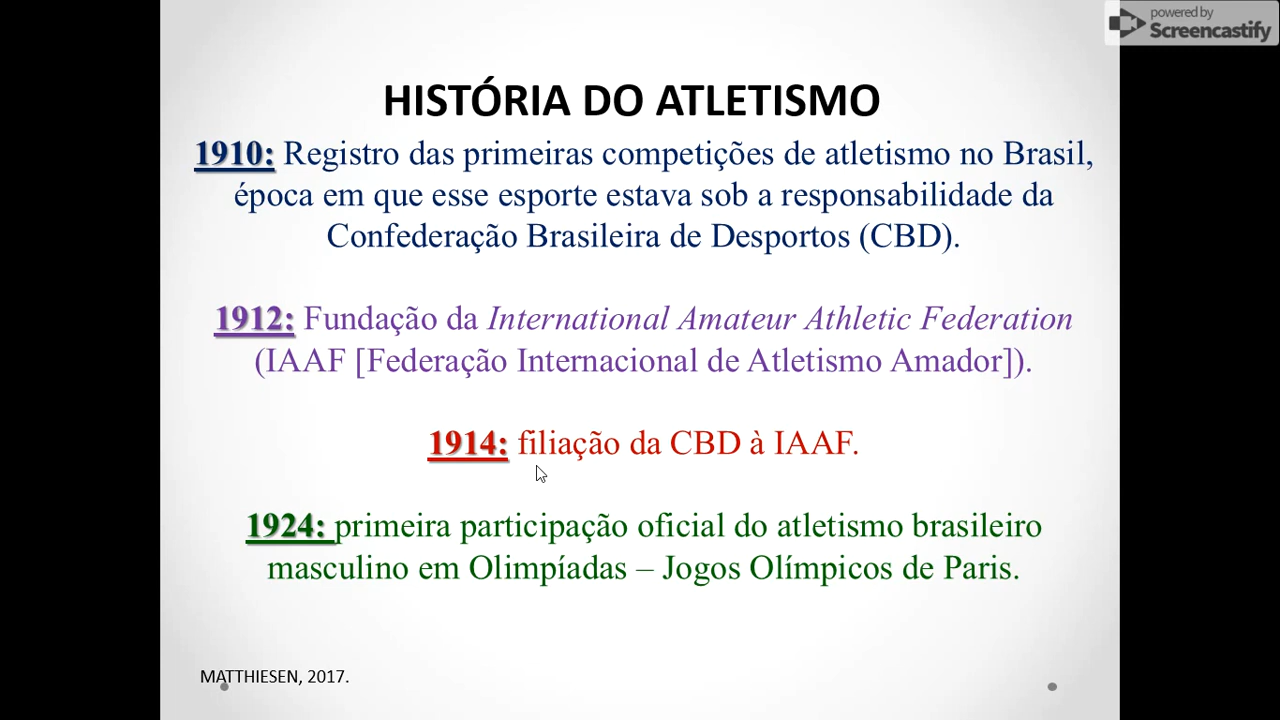 powered by
Screencastify
HISTÓRIA DO ATLETISMO
1910: Registro das primeiras competições de atletismo no Brasil,
época em que esse esporte estava sob a responsabilidade da
Confederação Brasileira de Desportos (CBD).
1912: Fundação da International Amateur Athletic Federation
(IAAF [Federação Internacional de Atletismo Amador]).
1914: filiação da CBD à IAAF.
1924: primeira participação oficial do atletismo brasileiro
masculino em Olimpíadas – Jogos Olímpicos de Paris.
MATTHIESEN, 2017.